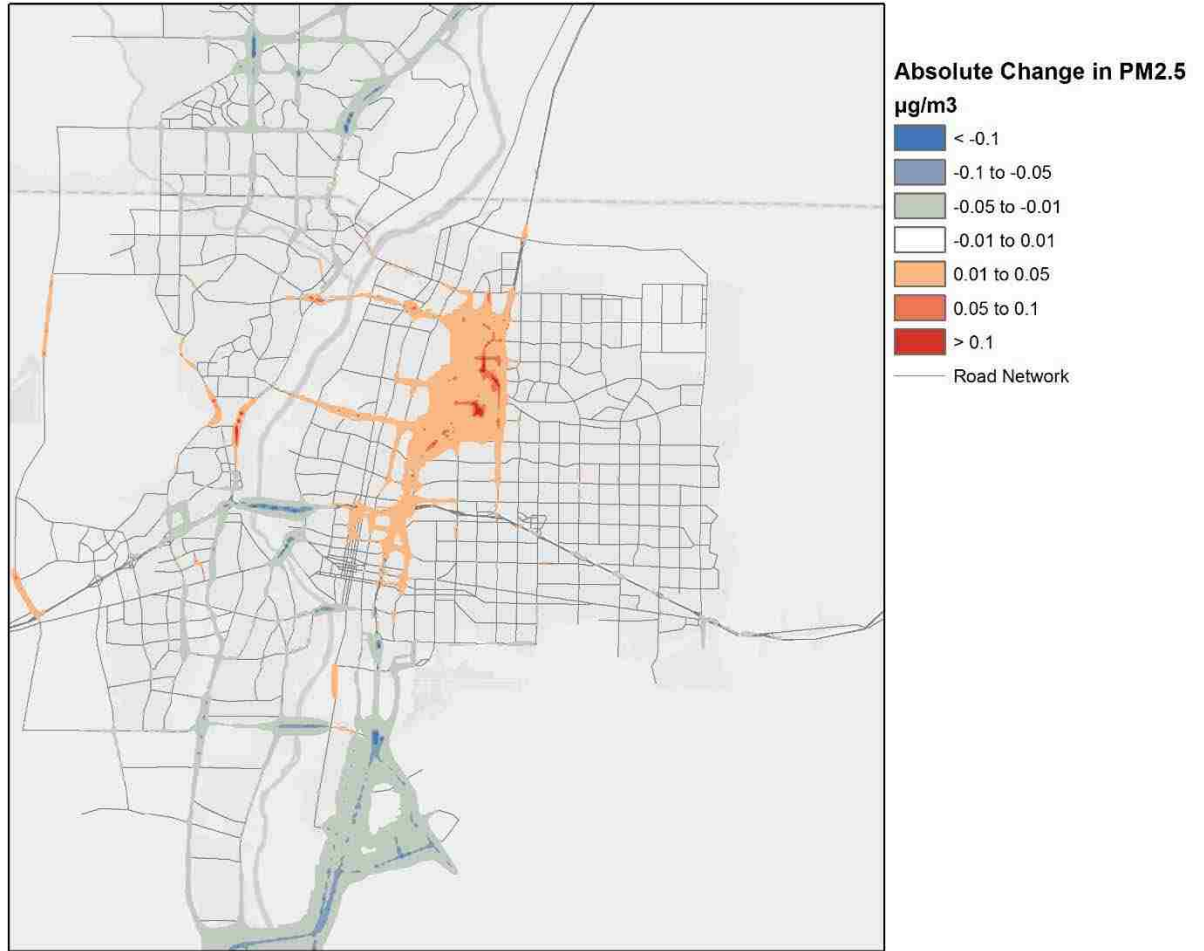 Absolute Change in PM2.5
µg/m3
< -0.1
-0.1 to -0.05
-0.05 to -0.01
-0.01 to 0.01
0.01 to 0.05
0.05 to 0.1
> 0.1
Road Network